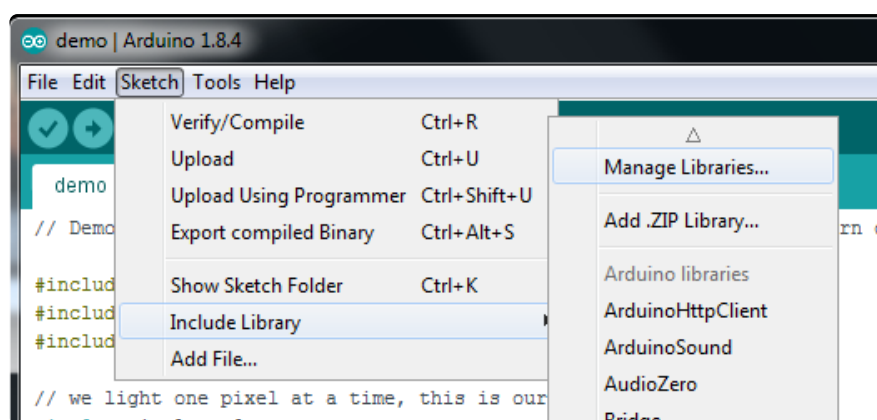 demo | Arduino 1.8.4
File Edit Sketch Tools Help
demo
Verify/Compile Ctrl+R
Upload Ctrl+U
Upload Using Programmer Ctrl+Shift+U
Export compiled Binary Ctrl+Alt+S
Show Sketch Folder Ctrl+K
Include Library
Add File...
Manage Libraries...
Add .ZIP Library...
Arduino libraries
ArduinoHttpClient
ArduinoSound
AudioZero
Bridge
// Demo
rn
#includ
#includ
#includ
// we light one pixel at a time, this is our